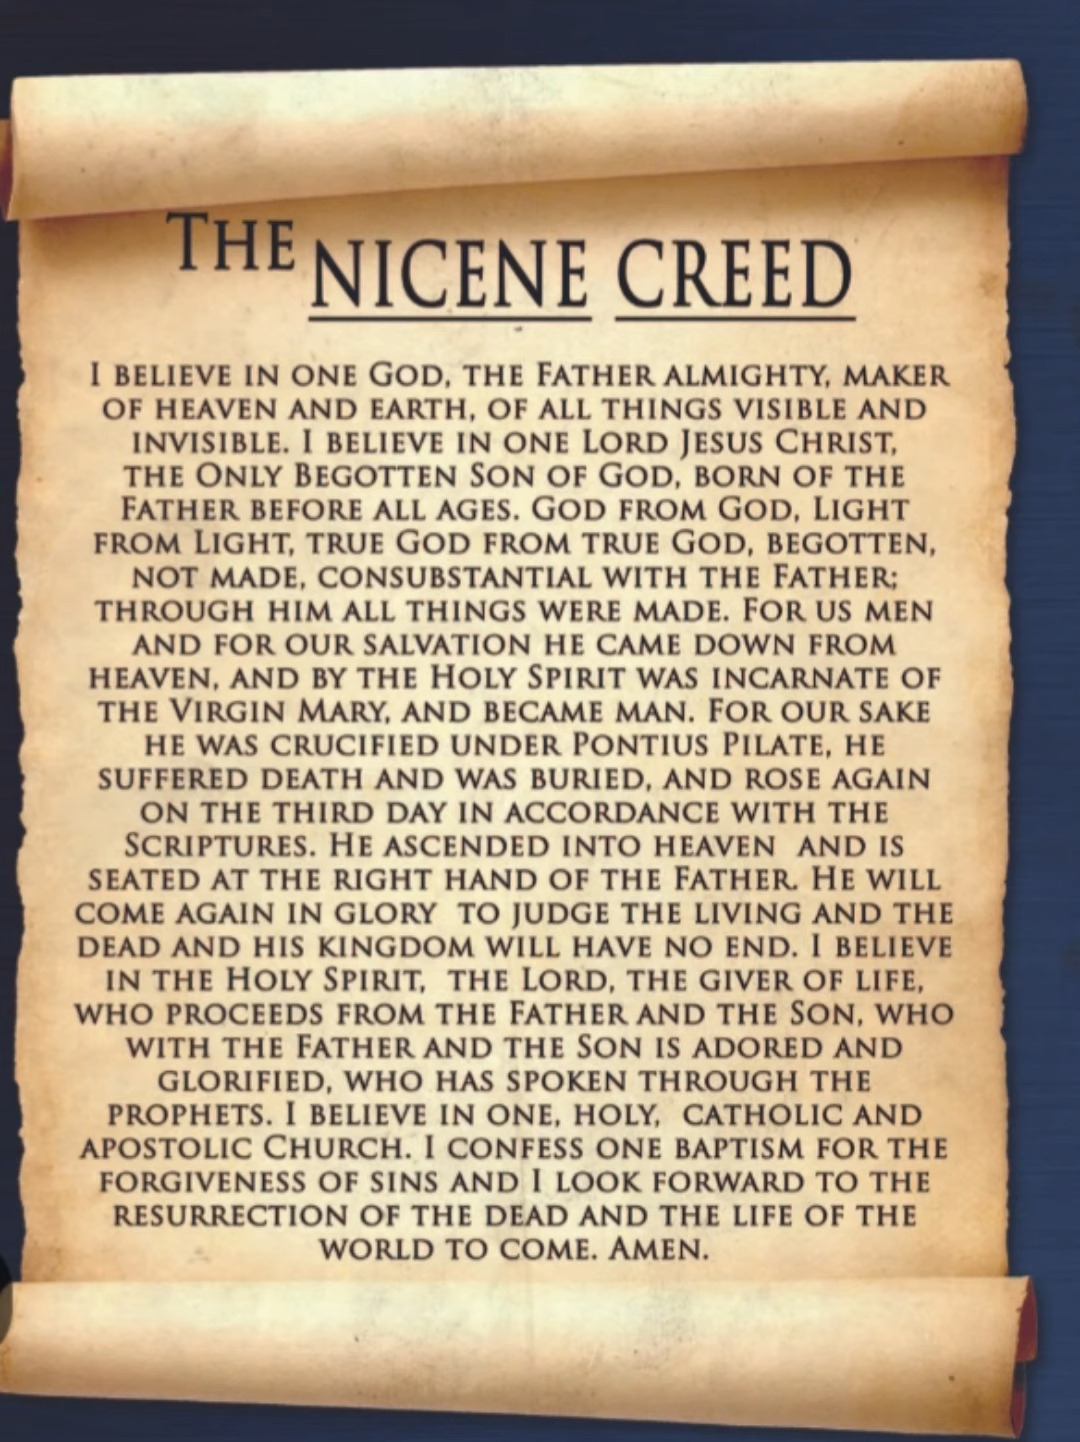 The NICENE CREED
I believe in one God, the Father almighty, maker
of heaven and earth, of all things visible and
invisible. I believe in one Lord Jesus Christ,
the Only Begotten Son of God, born of the
Father before all ages. God from God, Light
from Light, true God from true God, begotten,
not made, consubstantial with the Father;
through him all things were made. For us men
and for our salvation he came down from
heaven, and by the Holy Spirit was incarnate of
the Virgin Mary, and became man. For our sake
he was crucified under Pontius Pilate, he
suffered death and was buried, and rose again
on the third day in accordance with the
Scriptures. He ascended into heaven and is
seated at the right hand of the Father. He will
come again in glory to judge the living and the
dead and his kingdom will have no end. I believe
in the Holy Spirit, the Lord, the giver of life,
who proceeds from the Father and the Son, who
with the Father and the Son is adored and
glorified, who has spoken through the
prophets. I believe in one, holy, catholic and
apostolic Church. I confess one baptism for the
forgiveness of sins and I look forward to the
resurrection of the dead and the life of the
world to come. Amen.